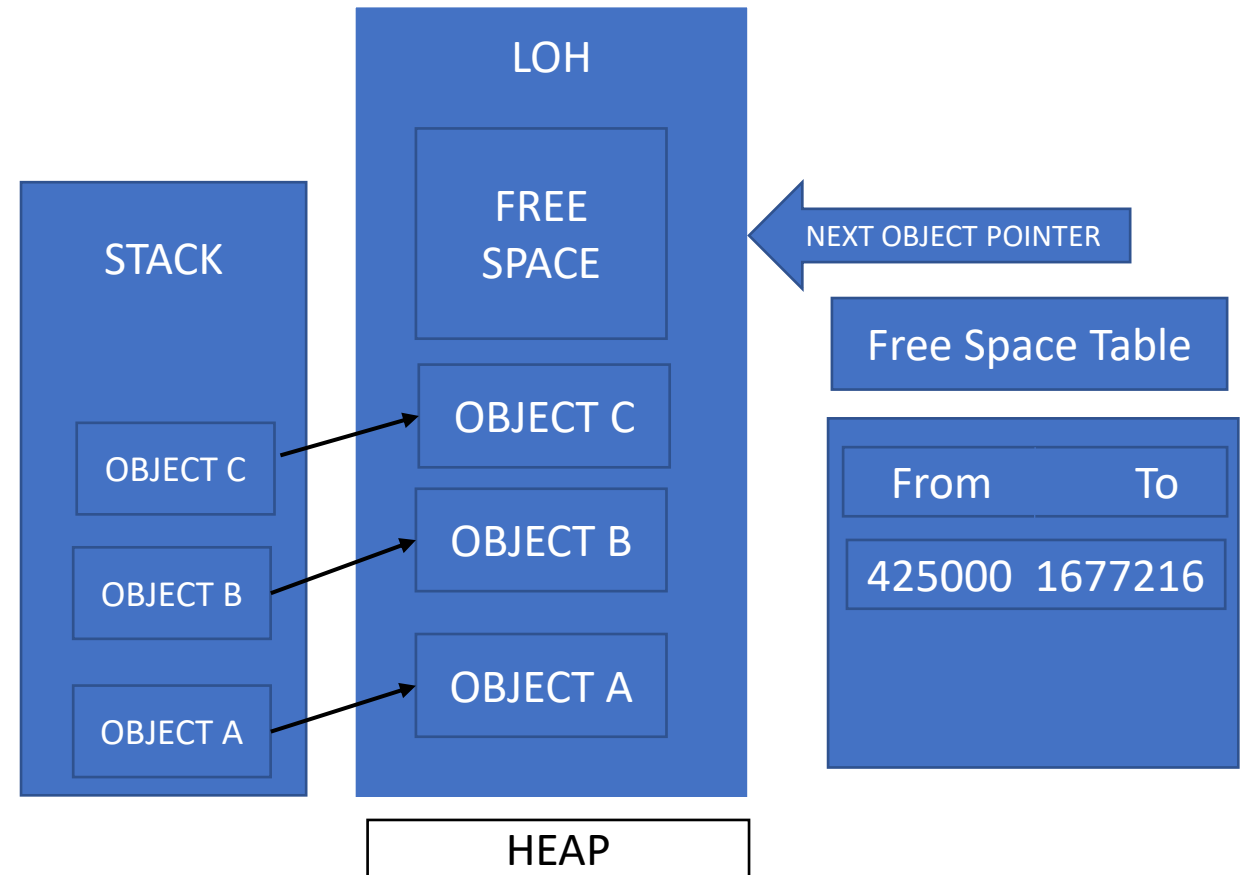 STACK
OBJECT C
OBJECT B
OBJECT A
LOH
FREE
SPACE
OBJECT C
OBJECT B
OBJECT A
HEAP
NEXT OBJECT POINTER
Free Space Table
From To
425000 1677216